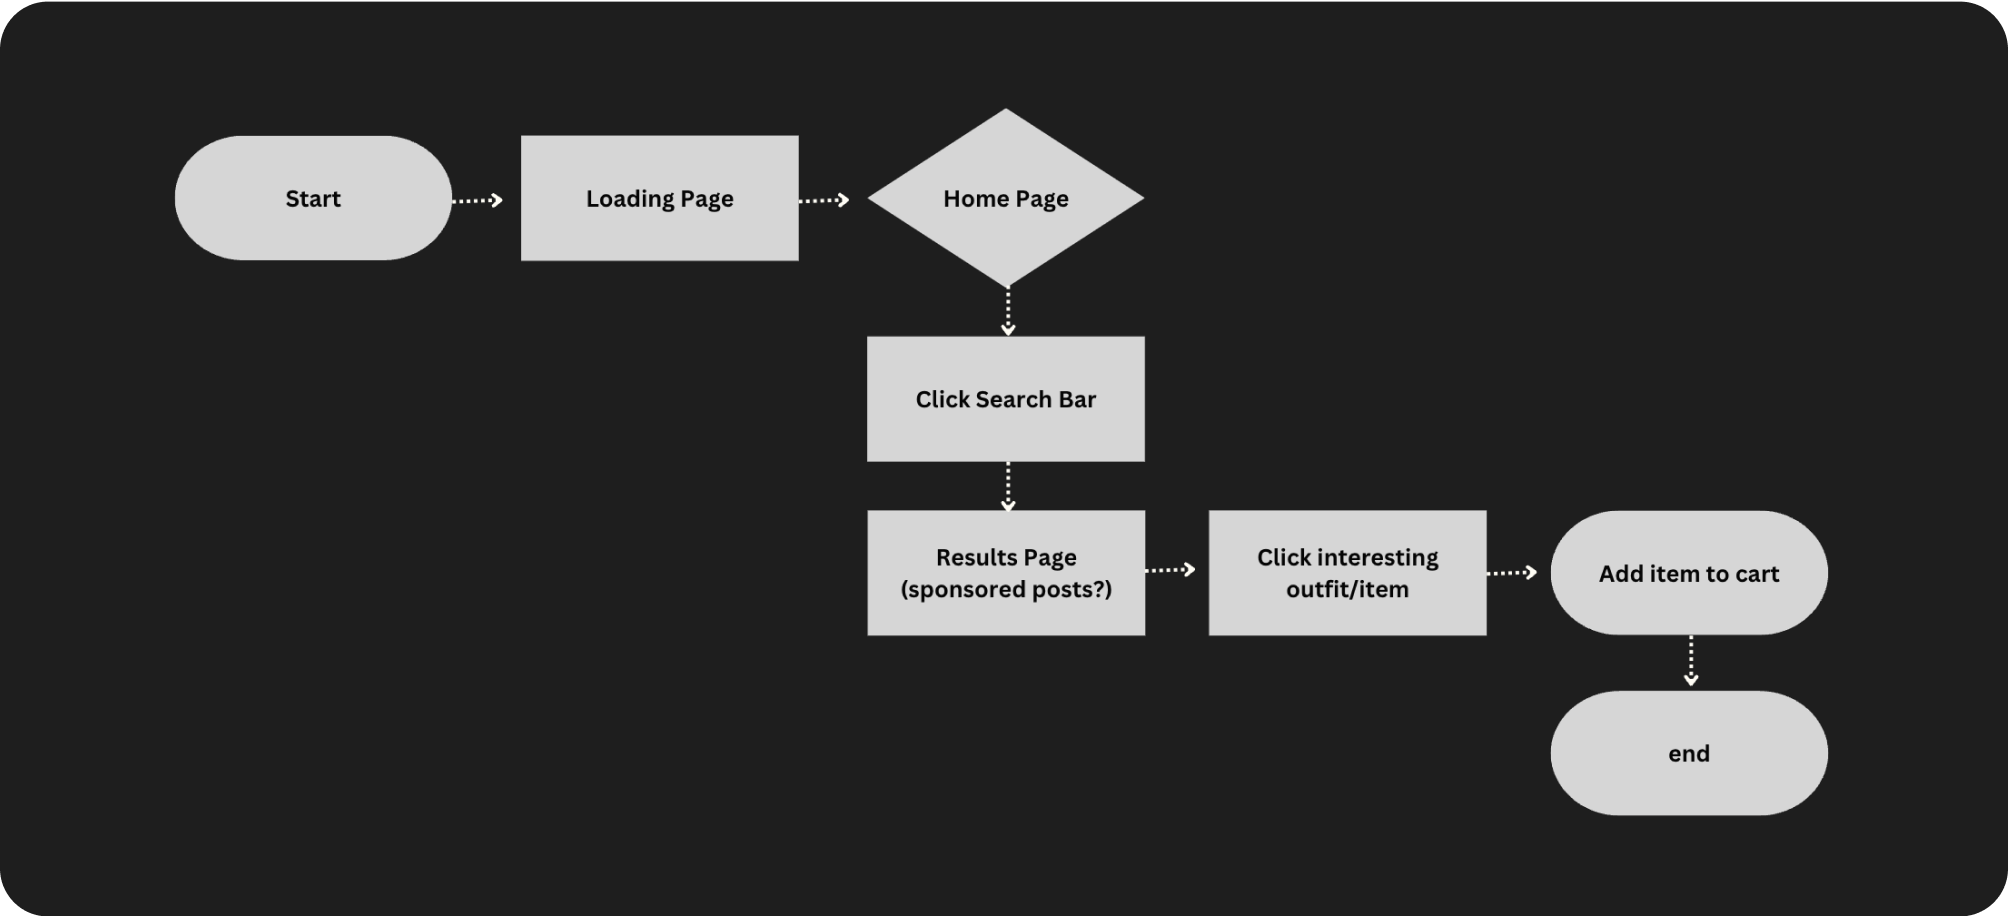 Start
Loading Page
Home Page
Click Search Bar
Results Page
(sponsored posts?)
Click interesting
outfit/item
Add item to cart
end